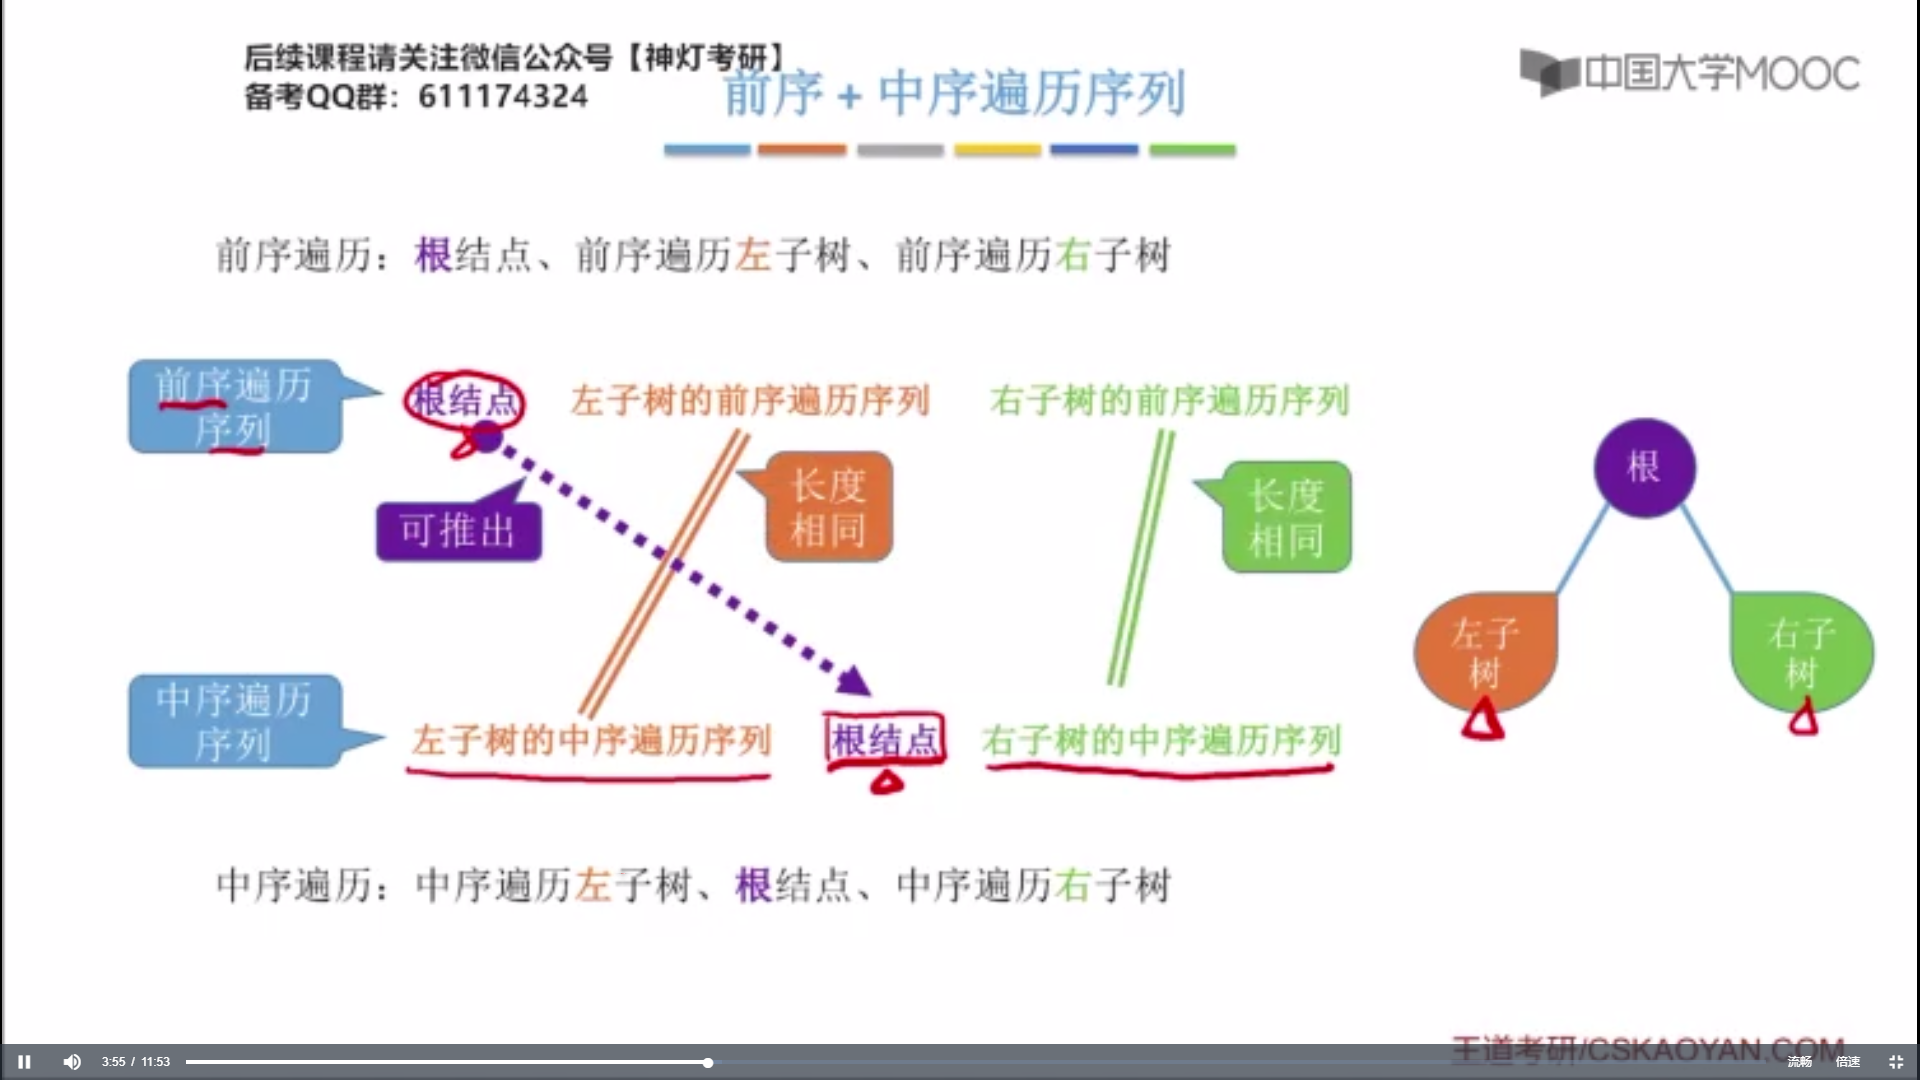 后续课程请关注微信公众号【神灯考研】
备考QQ群：611174324
中国大学MOOC
前序 + 中序遍历序列
前序遍历：根结点、前序遍历左子树、前序遍历右子树
前序遍历
序列
根结点
左子树的前序遍历序列
右子树的前序遍历序列
可推出
长度
相同
长度
相同
根
左子
树
右子
树
中序遍历
序列
左子树的中序遍历序列
根结点
右子树的中序遍历序列
中序遍历：中序遍历左子树、根结点、中序遍历右子树
王道考研/CSKAOYAN.COM
3:55 / 11:53
流畅
倍速